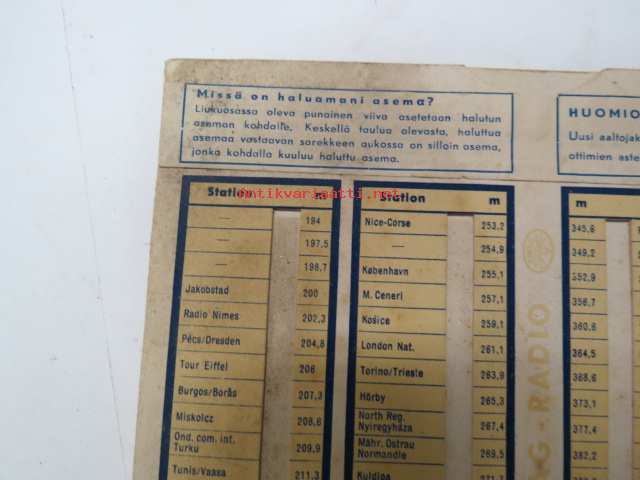 Missä on haluamani asema?
Liukuosassa oleva punainen viiva asetetaan halutun
aseman kohdalle. Keskellä taulua olevasta, haluttua
asemaa vastaavan sarekkeen aukossa on silloin asema,
jonka kohdalla kuuluu haluttu asema.
HUOMIO
Uusi aaltojak
ottimien aste
antikvariaatti.net
Station m
— 194
— 197,5
— 198,7
Jakobstad 200
Radio Nimes 202,3
Pécs/Dresden 204,8
Tour Eiffel 206
Burgos/Borås 207,3
Miskolcz 208,6
Ond. com. int.
Turku 209,9
Tunis/Vaasa 211,3
Station m
Nice-Corse 253,2
— 254,9
København 255,1
M. Ceneri 257,1
Košice 259,1
London Nat. 261,1
Torino/Trieste 263,9
Hörby 265,3
North Reg.
Nyiregyháza 267,4
Mähr. Ostrau
Normandie 269,5
Kuldiga
m
345,6
349,2
352,9
356,7
360,6
364,5
368,6
373,1
377,4
382,2
G-RADIO